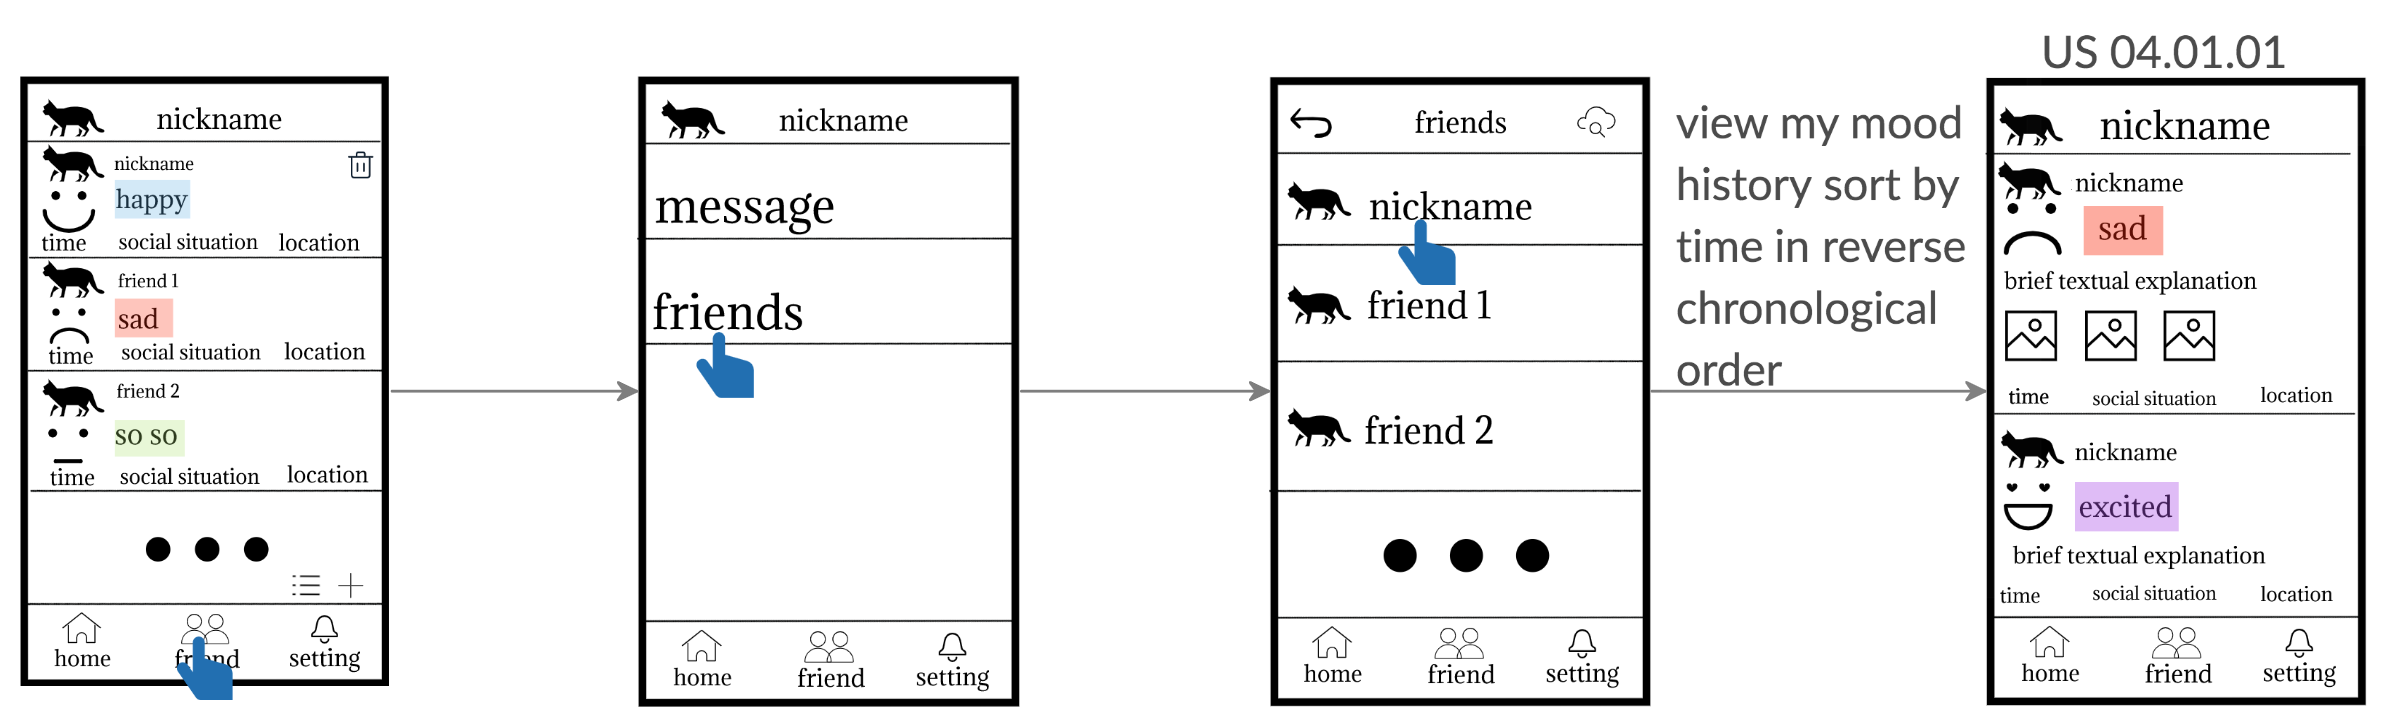 US 04.01.01
nickname
nickname
happy
time social situation location
friend 1
sad
time social situation location
friend 2
so so
time social situation location
home friend setting
nickname
message
friends
home friend setting
friends
nickname
friend 1
friend 2
home friend setting
view my mood
history sort by
time in reverse
chronological
order
nickname
nickname
sad
brief textual explanation
time social situation location
nickname
excited
brief textual explanation
time social situation location
home friend setting